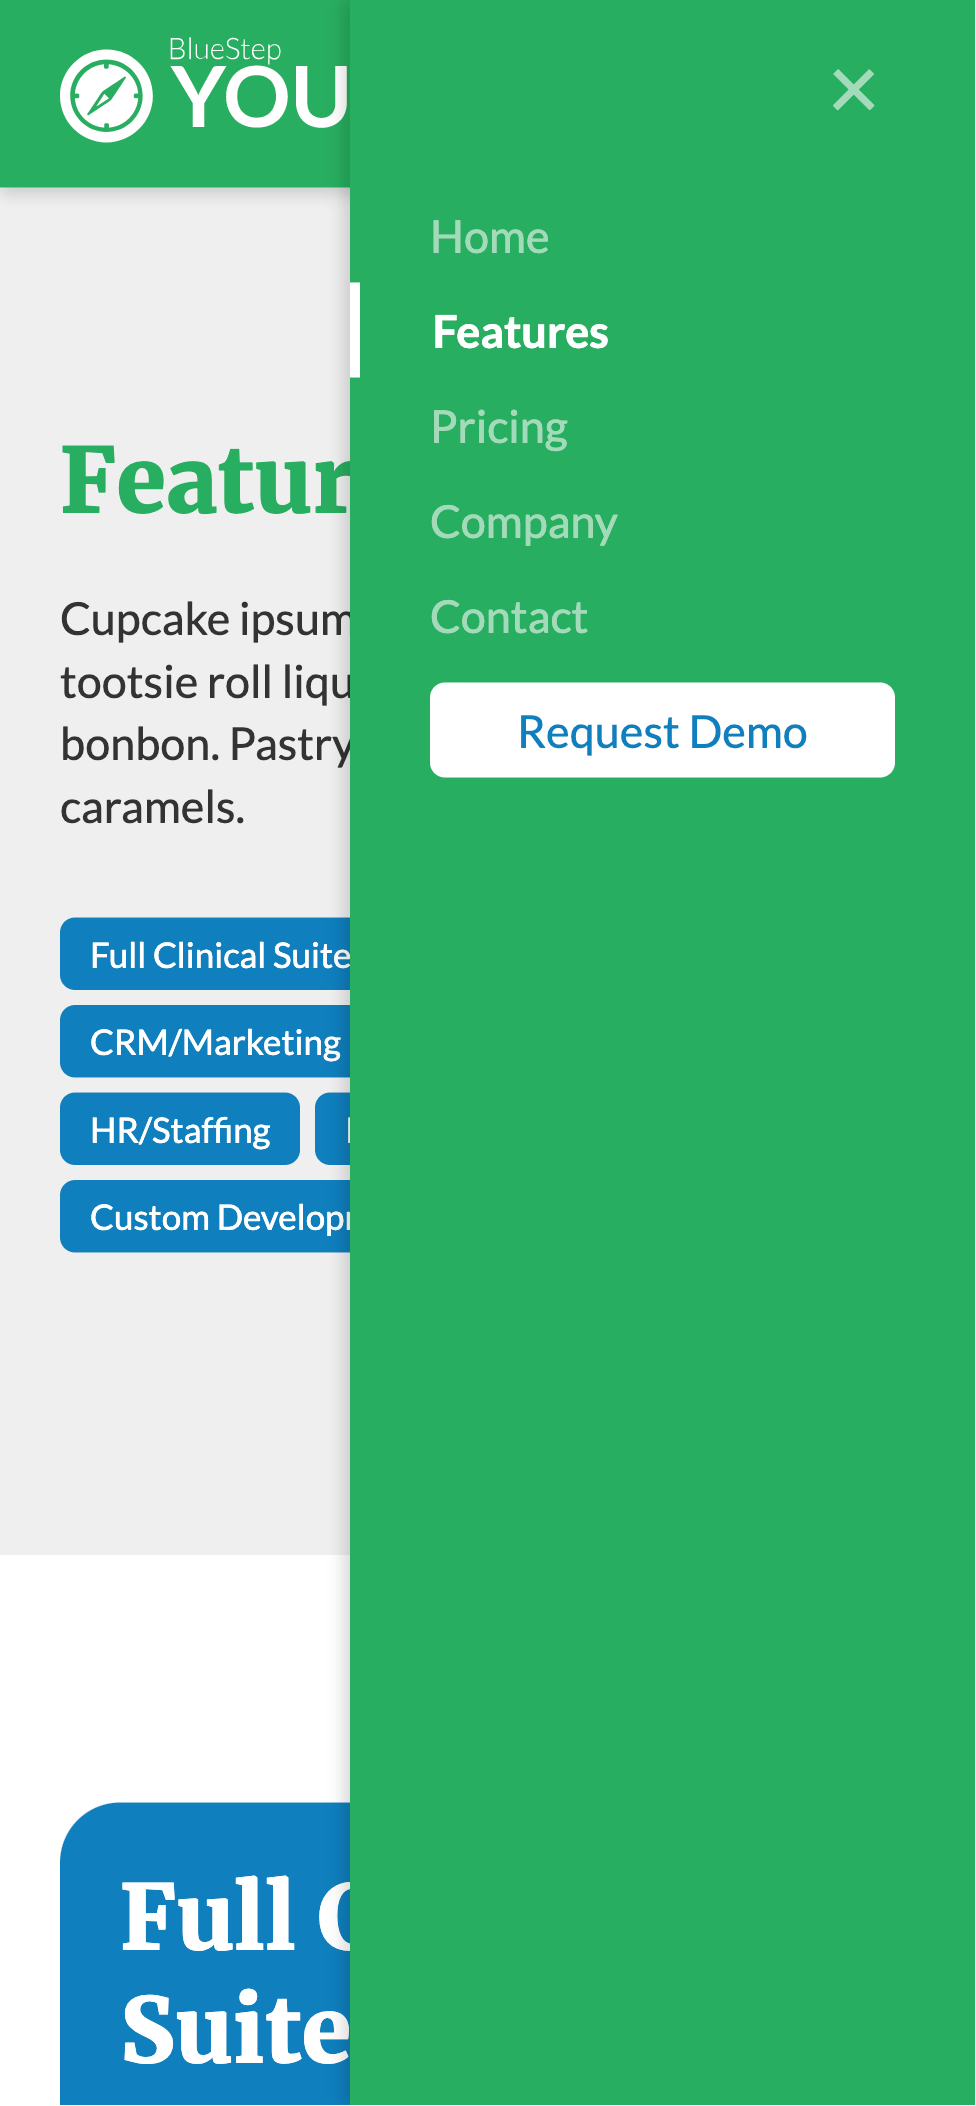 BlueStep
YOU
Home
Features
Pricing
Company
Contact
Request Demo
Featur
Cupcake ipsum
tootsie roll liqu
bonbon. Pastry
caramels.
Full Clinical Suite
CRM/Marketing
HR/Staffing
Custom Develop
Full
Suite